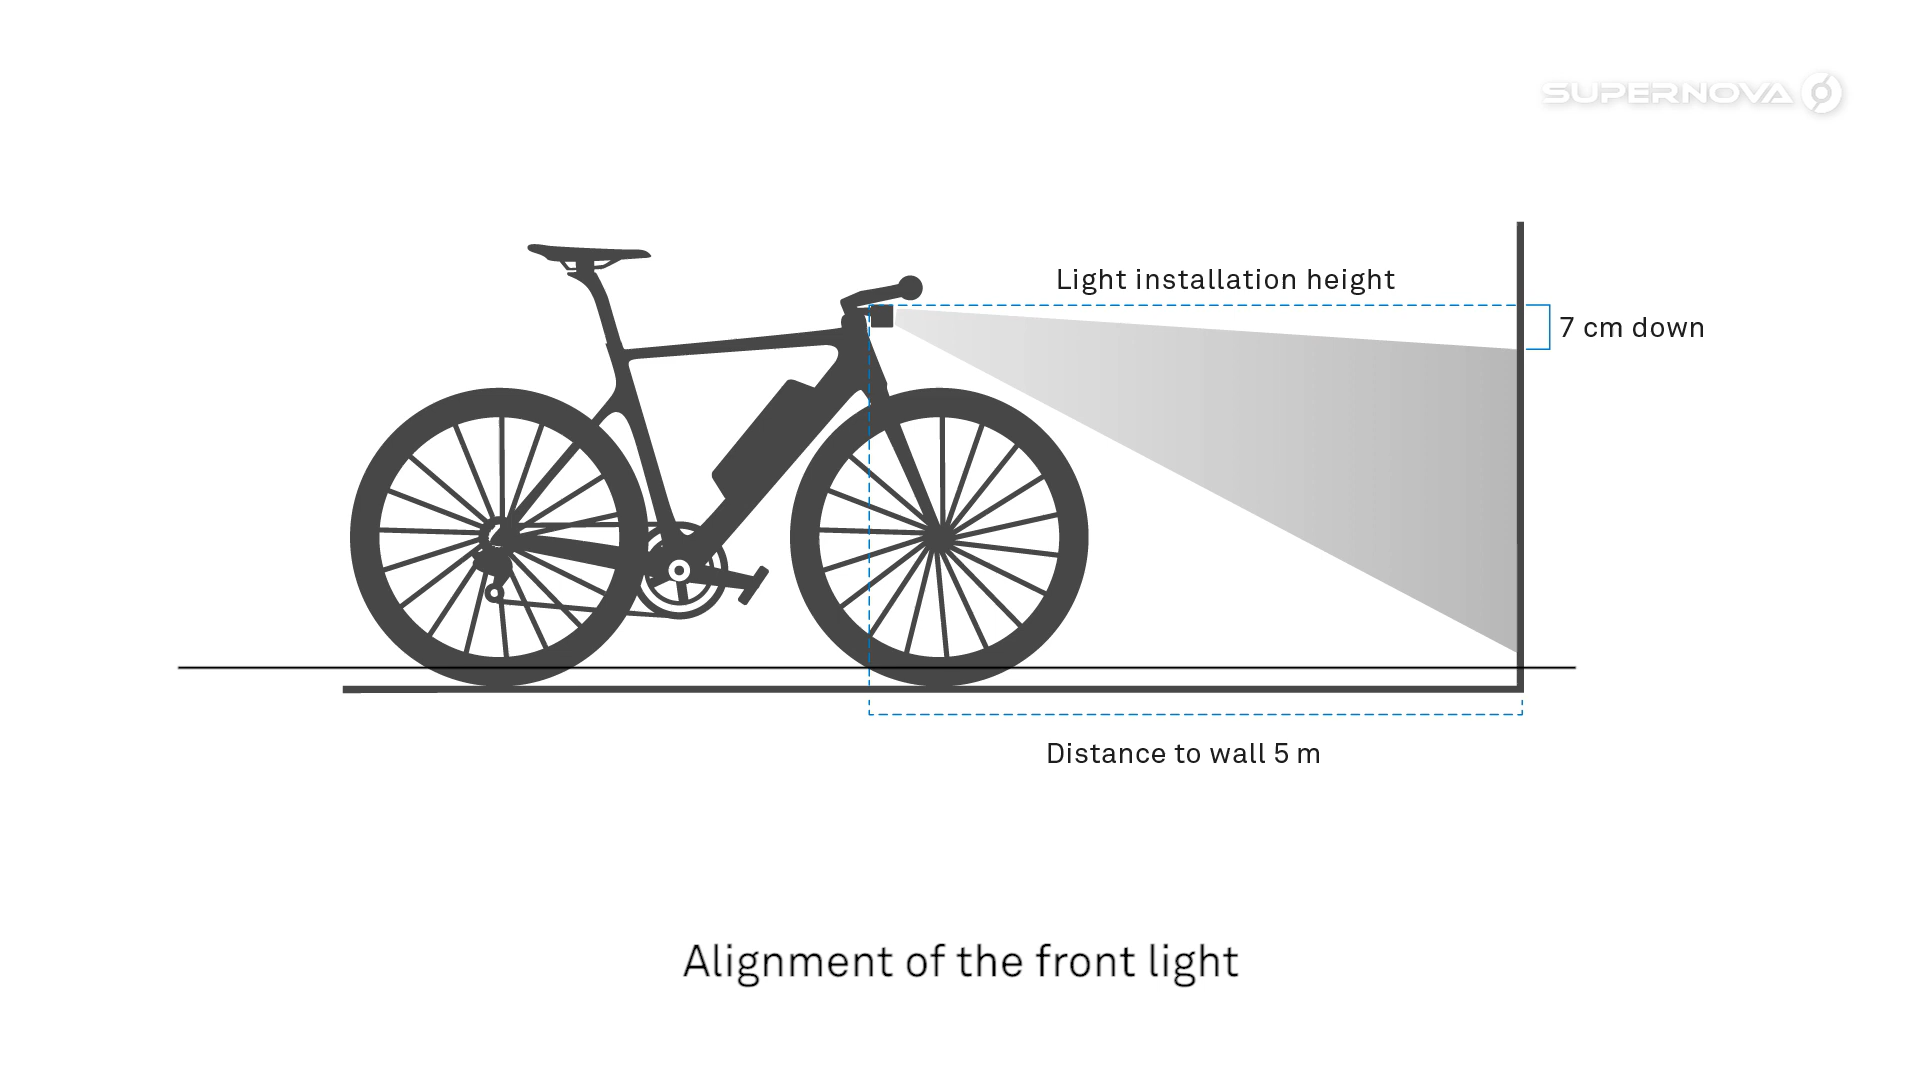 SUPERNOVA
Light installation height
7 cm down
Distance to wall 5 m
Alignment of the front light